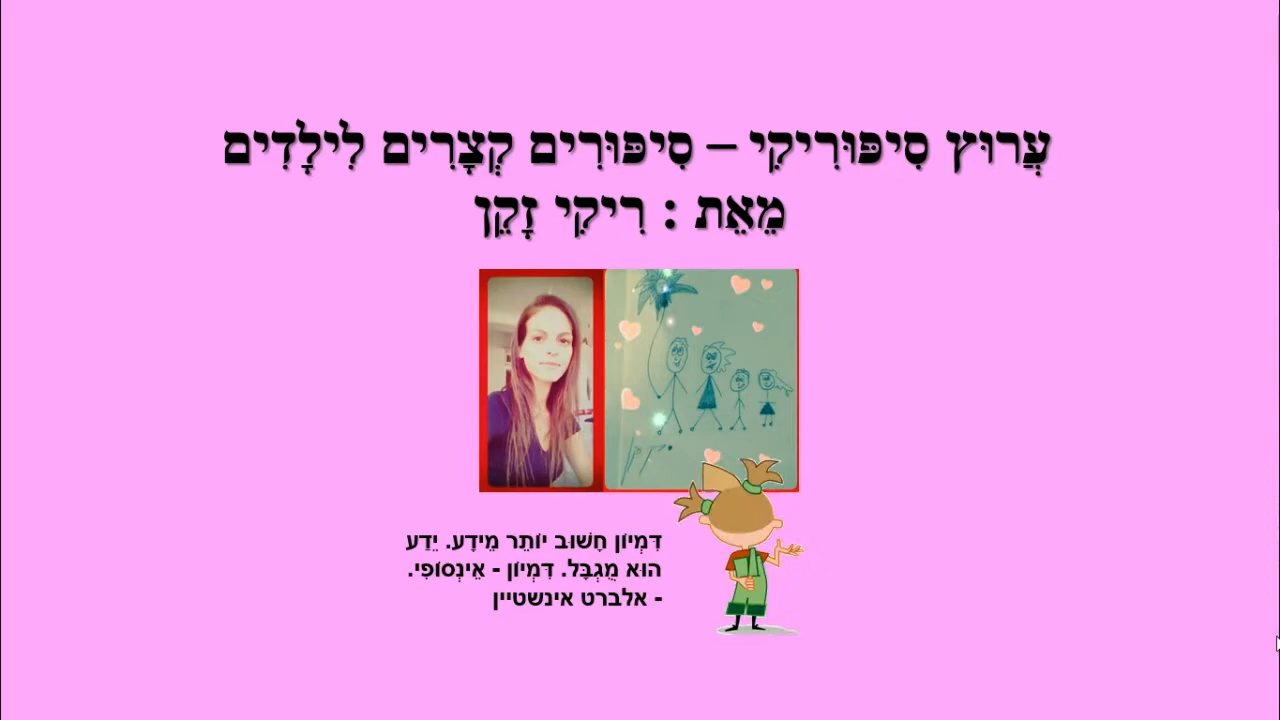 עֲרוּץ סִיפּוּרִיקִי – סִיפּוּרִים קְצָרִים לִילָדִים
מֵאֵת : רִיקִי זָקֵן
דִּמְיוֹן חָשׁוּב יוֹתֵר מֵידָע. יֵדַע
הוּא מֻגְבָּל. דִּמְיוֹן - אֵינְסוֹפִי.
- אלברט אינשטיין